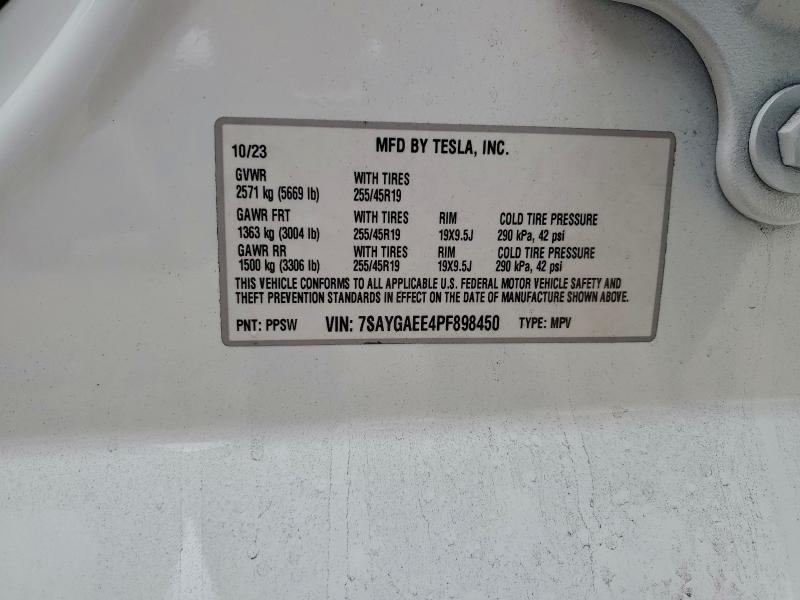 10/23 MFD BY TESLA, INC.
GVWR WITH TIRES
2571 kg (5669 lb) 255/45R19
GAWR FRT WITH TIRES RIM COLD TIRE PRESSURE
1363 kg (3004 lb) 255/45R19 19X9.5J 290 kPa, 42 psi
GAWR RR WITH TIRES RIM COLD TIRE PRESSURE
1500 kg (3306 lb) 255/45R19 19X9.5J 290 kPa, 42 psi
THIS VEHICLE CONFORMS TO ALL APPLICABLE U.S. FEDERAL MOTOR VEHICLE SAFETY AND
THEFT PREVENTION STANDARDS IN EFFECT ON THE DATE OF MANUFACTURE SHOWN ABOVE.
PNT: PPSW VIN: 7SAYGAEE4PF898450 TYPE: MPV